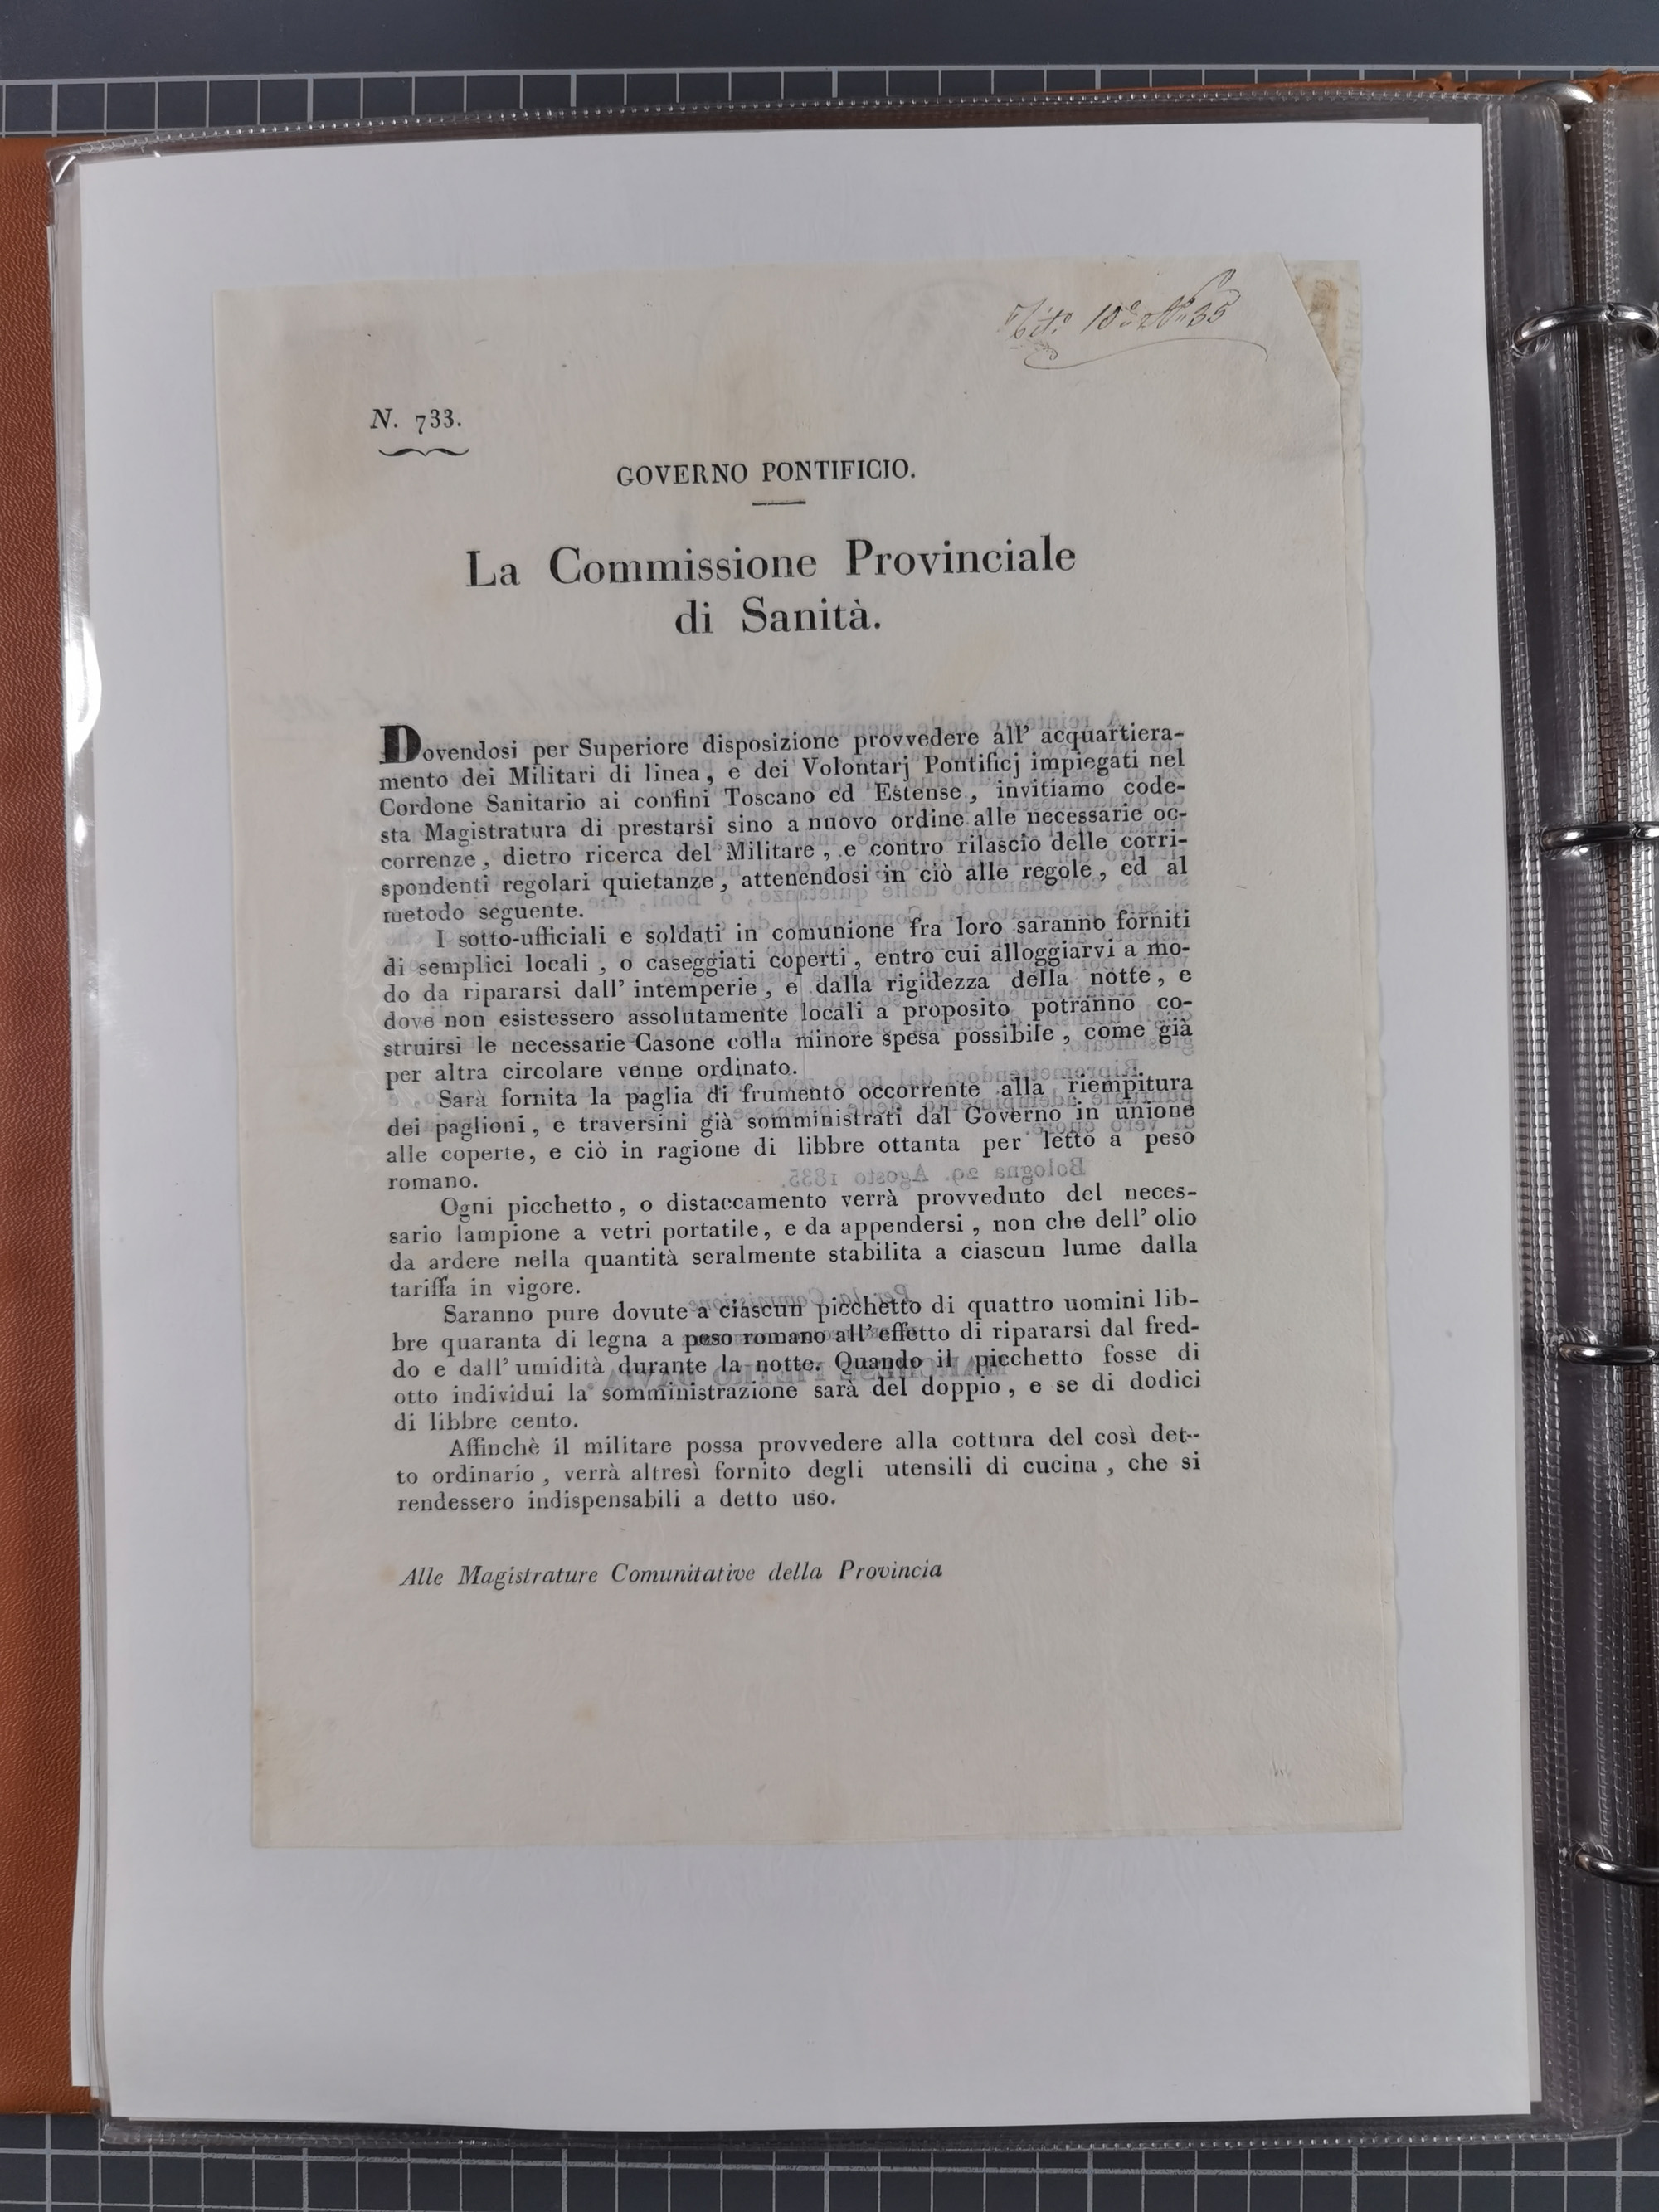 Tit.° 10.° N.° 35
N. 733.
GOVERNO PONTIFICIO.
La Commissione Provinciale
di Sanità.
Dovendosi per Superiore disposizione provvedere all' acquartiera-
mento dei Militari di linea, e dei Volontarj Pontificj impiegati nel
Cordone Sanitario ai confini Toscano ed Estense, invitiamo code-
sta Magistratura di prestarsi sino a nuovo ordine alle necessarie oc-
correnze, dietro ricerca del Militare, e contro rilascio delle corri-
spondenti regolari quietanze, attenendosi in ciò alle regole, ed al
metodo seguente.
I sotto-ufficiali e soldati in comunione fra loro saranno forniti
di semplici locali, o caseggiati coperti, entro cui alloggiarvi a mo-
do da ripararsi dall' intemperie, e dalla rigidezza della notte, e
dove non esistessero assolutamente locali a proposito potranno co-
struirsi le necessarie Casone colla minore spesa possibile, come già
per altra circolare venne ordinato.
Sarà fornita la paglia di frumento occorrente alla riempitura
dei paglioni, e traversini già somministrati dal Governo in unione
alle coperte, e ciò in ragione di libbre ottanta per letto a peso
romano.
Ogni picchetto, o distaccamento verrà provveduto del neces-
sario lampione a vetri portatile, e da appendersi, non che dell' olio
da ardere nella quantità seralmente stabilita a ciascun lume dalla
tariffa in vigore.
Saranno pure dovute a ciascun picchetto di quattro uomini lib-
bre quaranta di legna a peso romano all' effetto di ripararsi dal fred-
do e dall' umidità durante la notte. Quando il picchetto fosse di
otto individui la somministrazione sarà del doppio, e se di dodici
di libbre cento.
Affinchè il militare possa provvedere alla cottura del così det-
to ordinario, verrà altresì fornito degli utensili di cucina, che si
rendessero indispensabili a detto uso.
Alle Magistrature Comunitative della Provincia